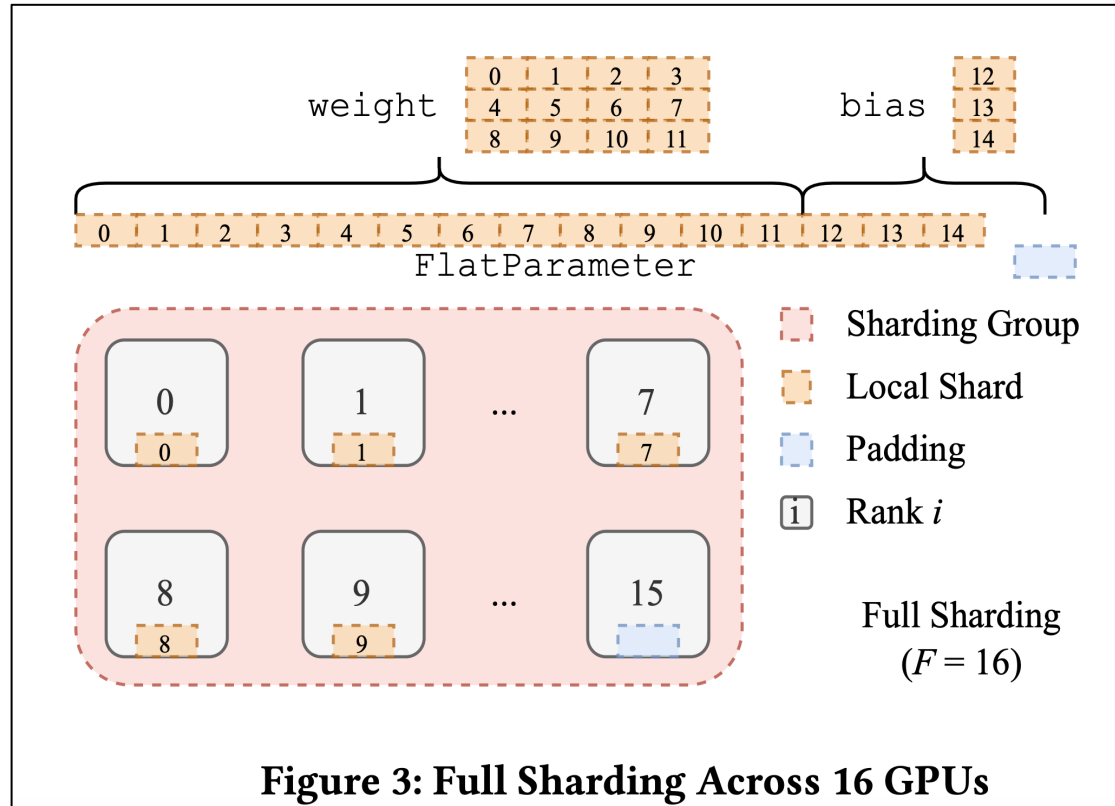 0 1 2 3
weight 4 5 6 7
8 9 10 11
12
bias 13
14
0 1 2 3 4 5 6 7 8 9 10 11 12 13 14
FlatParameter
0 1 ... 7
0 1 7
8 9 ... 15
8 9
Sharding Group
Local Shard
Padding
i Rank i
Full Sharding
(F = 16)
Figure 3: Full Sharding Across 16 GPUs